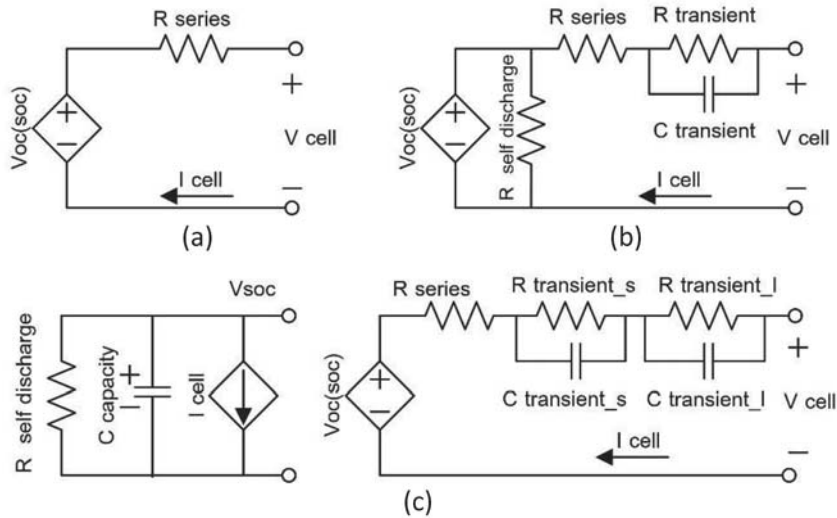 R series
Voc(soc)
+
−
+
V cell
−
I cell
(a)
R series
R transient
C transient
Voc(soc)
+
−
R self discharge
+
V cell
−
I cell
(b)
Vsoc
R self discharge
C capacity
+
−
I cell
R series
R transient_s
R transient_l
C transient_s
C transient_l
Voc(soc)
+
−
+
V cell
−
I cell
(c)